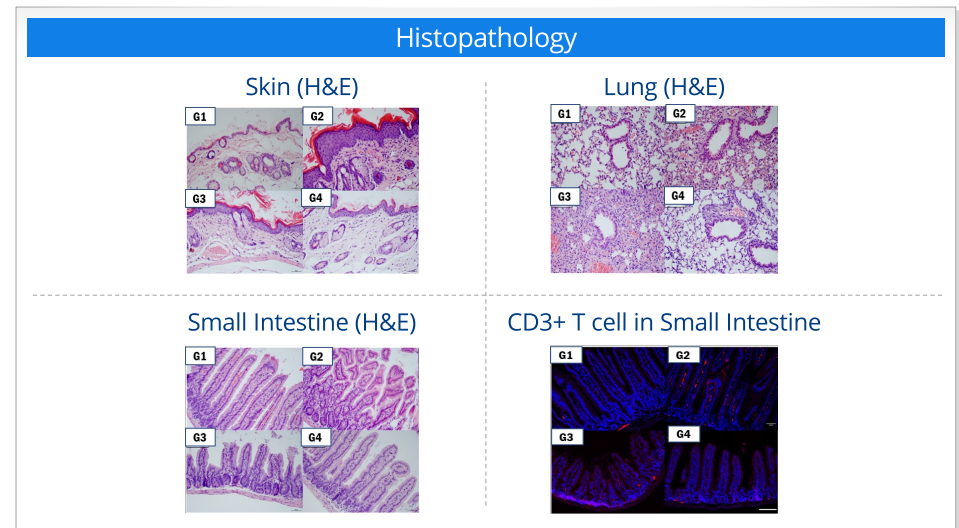 Histopathology
Skin (H&E)
G1
G2
G3
G4
Lung (H&E)
G1
G2
G3
G4
Small Intestine (H&E)
G1
G2
G3
G4
CD3+ T cell in Small Intestine
G1
G2
G3
G4